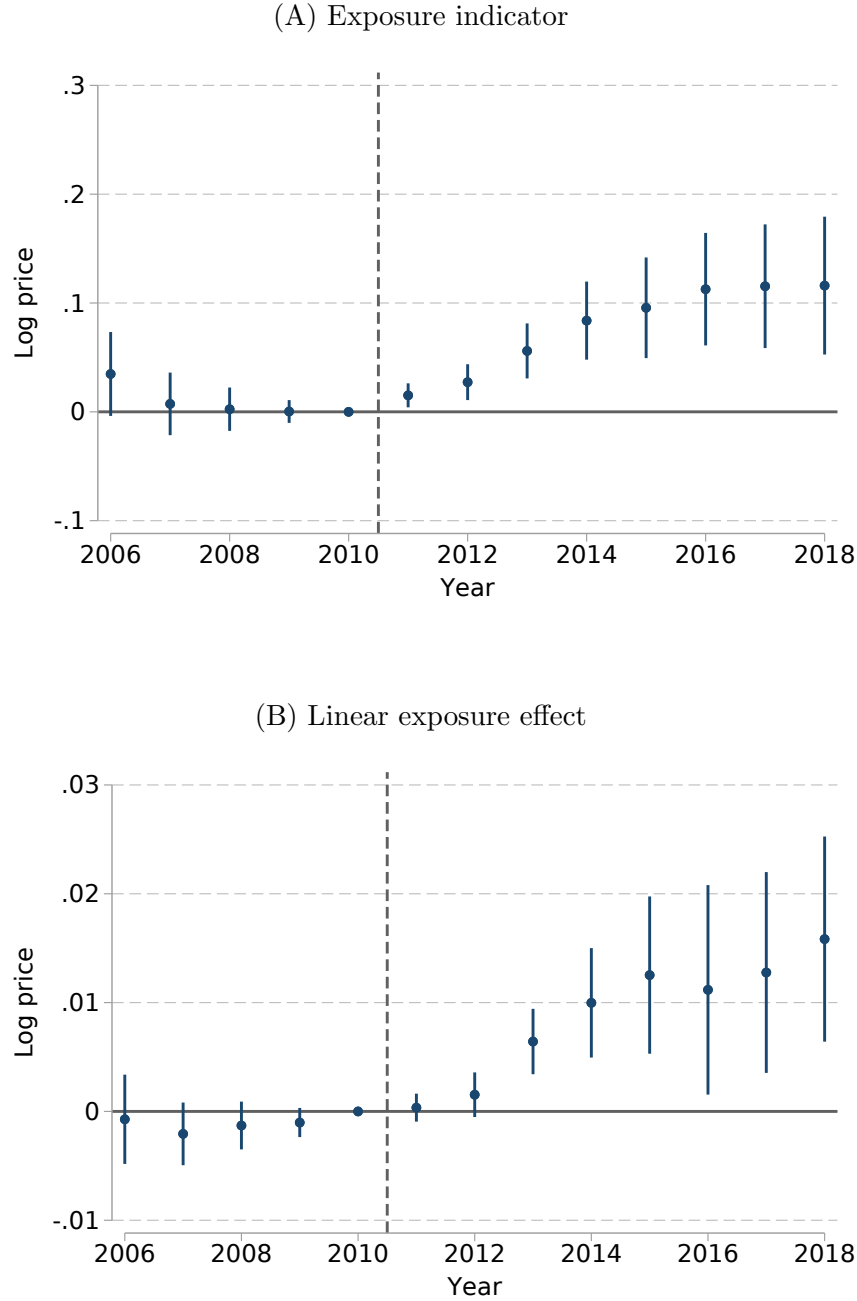 (A) Exposure indicator
.3
.2
.1
0
-.1
Log price
2006 2008 2010 2012 2014 2016 2018
Year
(B) Linear exposure effect
.03
.02
.01
0
-.01
Log price
2006 2008 2010 2012 2014 2016 2018
Year